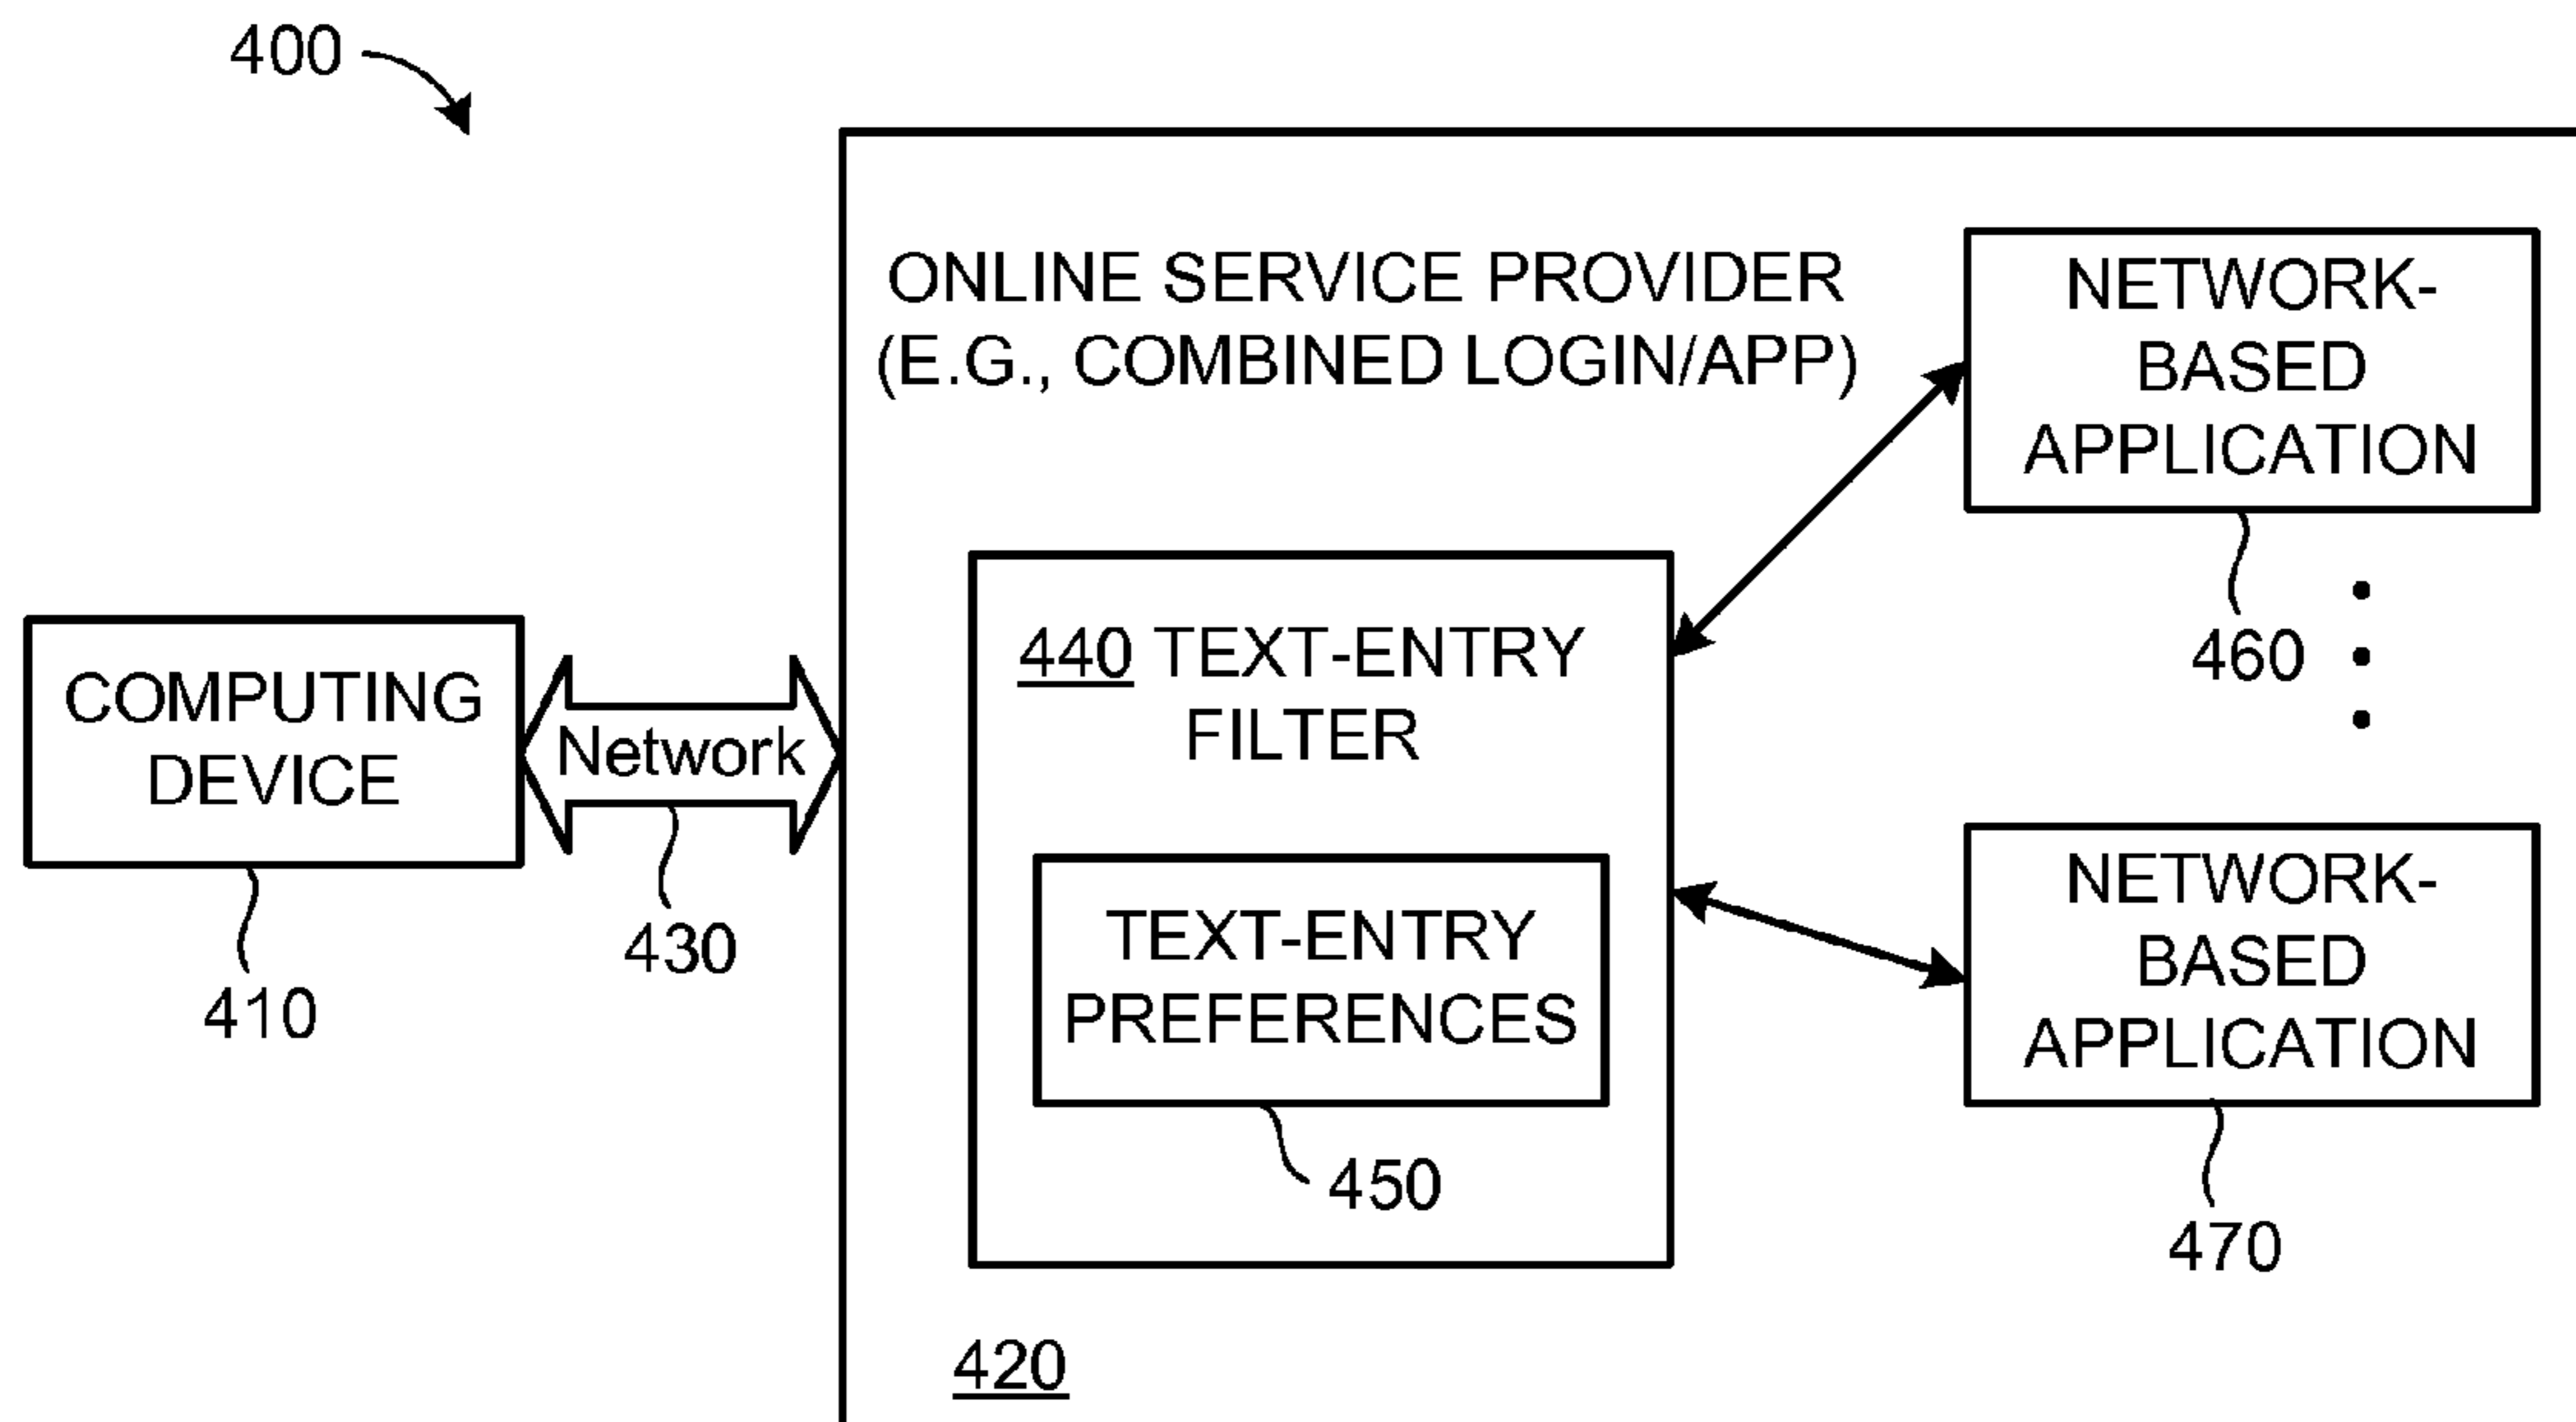 400
ONLINE SERVICE PROVIDER
(E.G., COMBINED LOGIN/APP)
NETWORK-
BASED
APPLICATION
460
440 TEXT-ENTRY
FILTER
COMPUTING
DEVICE
410
Network
430
TEXT-ENTRY
PREFERENCES
450
NETWORK-
BASED
APPLICATION
470
420